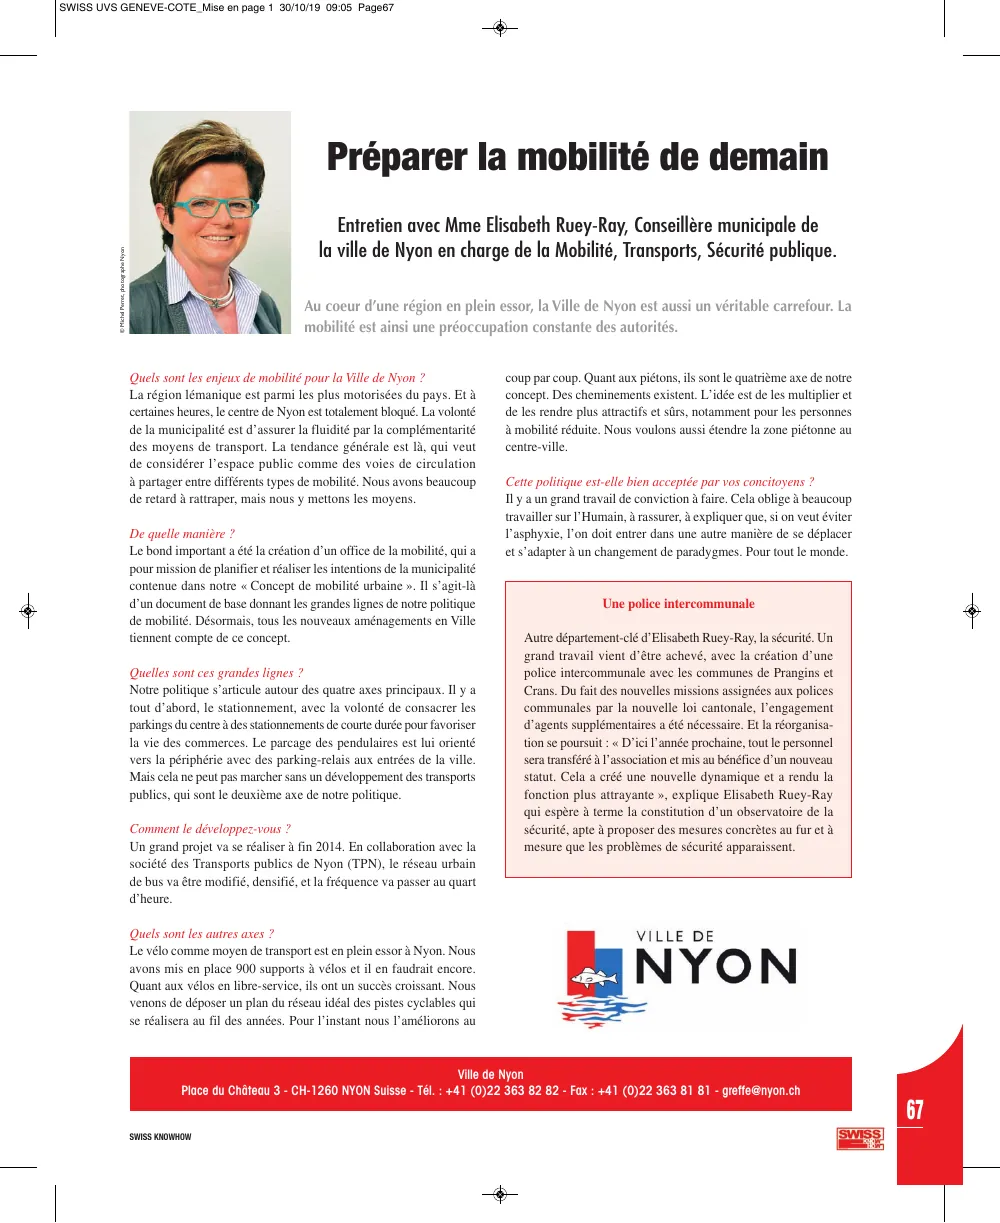 SWISS UVS GENEVE-COTE_Mise en page 1 30/10/19 09:05 Page67
© Michel Perret, photographe Nyon
Préparer la mobilité de demain
Entretien avec Mme Elisabeth Ruey-Ray, Conseillère municipale de
la ville de Nyon en charge de la Mobilité, Transports, Sécurité publique.
Au coeur d’une région en plein essor, la Ville de Nyon est aussi un véritable carrefour. La
mobilité est ainsi une préoccupation constante des autorités.
Quels sont les enjeux de mobilité pour la Ville de Nyon ?
La région lémanique est parmi les plus motorisées du pays. Et à
certaines heures, le centre de Nyon est totalement bloqué. La volonté
de la municipalité est d’assurer la fluidité par la complémentarité
des moyens de transport. La tendance générale est là, qui veut
de considérer l’espace public comme des voies de circulation
à partager entre différents types de mobilité. Nous avons beaucoup
de retard à rattraper, mais nous y mettons les moyens.
De quelle manière ?
Le bond important a été la création d’un office de la mobilité, qui a
pour mission de planifier et réaliser les intentions de la municipalité
contenue dans notre « Concept de mobilité urbaine ». Il s’agit-là
d’un document de base donnant les grandes lignes de notre politique
de mobilité. Désormais, tous les nouveaux aménagements en Ville
tiennent compte de ce concept.
Quelles sont ces grandes lignes ?
Notre politique s’articule autour des quatre axes principaux. Il y a
tout d’abord, le stationnement, avec la volonté de consacrer les
parkings du centre à des stationnements de courte durée pour favoriser
la vie des commerces. Le parcage des pendulaires est lui orienté
vers la périphérie avec des parking-relais aux entrées de la ville.
Mais cela ne peut pas marcher sans un développement des transports
publics, qui sont le deuxième axe de notre politique.
Comment le développez-vous ?
Un grand projet va se réaliser à fin 2014. En collaboration avec la
société des Transports publics de Nyon (TPN), le réseau urbain
de bus va être modifié, densifié, et la fréquence va passer au quart
d’heure.
Quels sont les autres axes ?
Le vélo comme moyen de transport est en plein essor à Nyon. Nous
avons mis en place 900 supports à vélos et il en faudrait encore.
Quant aux vélos en libre-service, ils ont un succès croissant. Nous
venons de déposer un plan du réseau idéal des pistes cyclables qui
se réalisera au fil des années. Pour l’instant nous l’améliorons au
coup par coup. Quant aux piétons, ils sont le quatrième axe de notre
concept. Des cheminements existent. L’idée est de les multiplier et
de les rendre plus attractifs et sûrs, notamment pour les personnes
à mobilité réduite. Nous voulons aussi étendre la zone piétonne au
centre-ville.
Cette politique est-elle bien acceptée par vos concitoyens ?
Il y a un grand travail de conviction à faire. Cela oblige à beaucoup
travailler sur l’Humain, à rassurer, à expliquer que, si on veut éviter
l’asphyxie, l’on doit entrer dans une autre manière de se déplacer
et s’adapter à un changement de paradygmes. Pour tout le monde.
Une police intercommunale
Autre département-clé d’Elisabeth Ruey-Ray, la sécurité. Un
grand travail vient d’être achevé, avec la création d’une
police intercommunale avec les communes de Prangins et
Crans. Du fait des nouvelles missions assignées aux polices
communales par la nouvelle loi cantonale, l’engagement
d’agents supplémentaires a été nécessaire. Et la réorganisa-
tion se poursuit : « D’ici l’année prochaine, tout le personnel
sera transféré à l’association et mis au bénéfice d’un nouveau
statut. Cela a créé une nouvelle dynamique et a rendu la
fonction plus attrayante », explique Elisabeth Ruey-Ray
qui espère à terme la constitution d’un observatoire de la
sécurité, apte à proposer des mesures concrètes au fur et à
mesure que les problèmes de sécurité apparaissent.
VILLE DE
NYON
Ville de Nyon
Place du Château 3 - CH-1260 NYON Suisse - Tél. : +41 (0)22 363 82 82 - Fax : +41 (0)22 363 81 81 - greffe@nyon.ch
67
SWISS KNOWHOW
SWISS